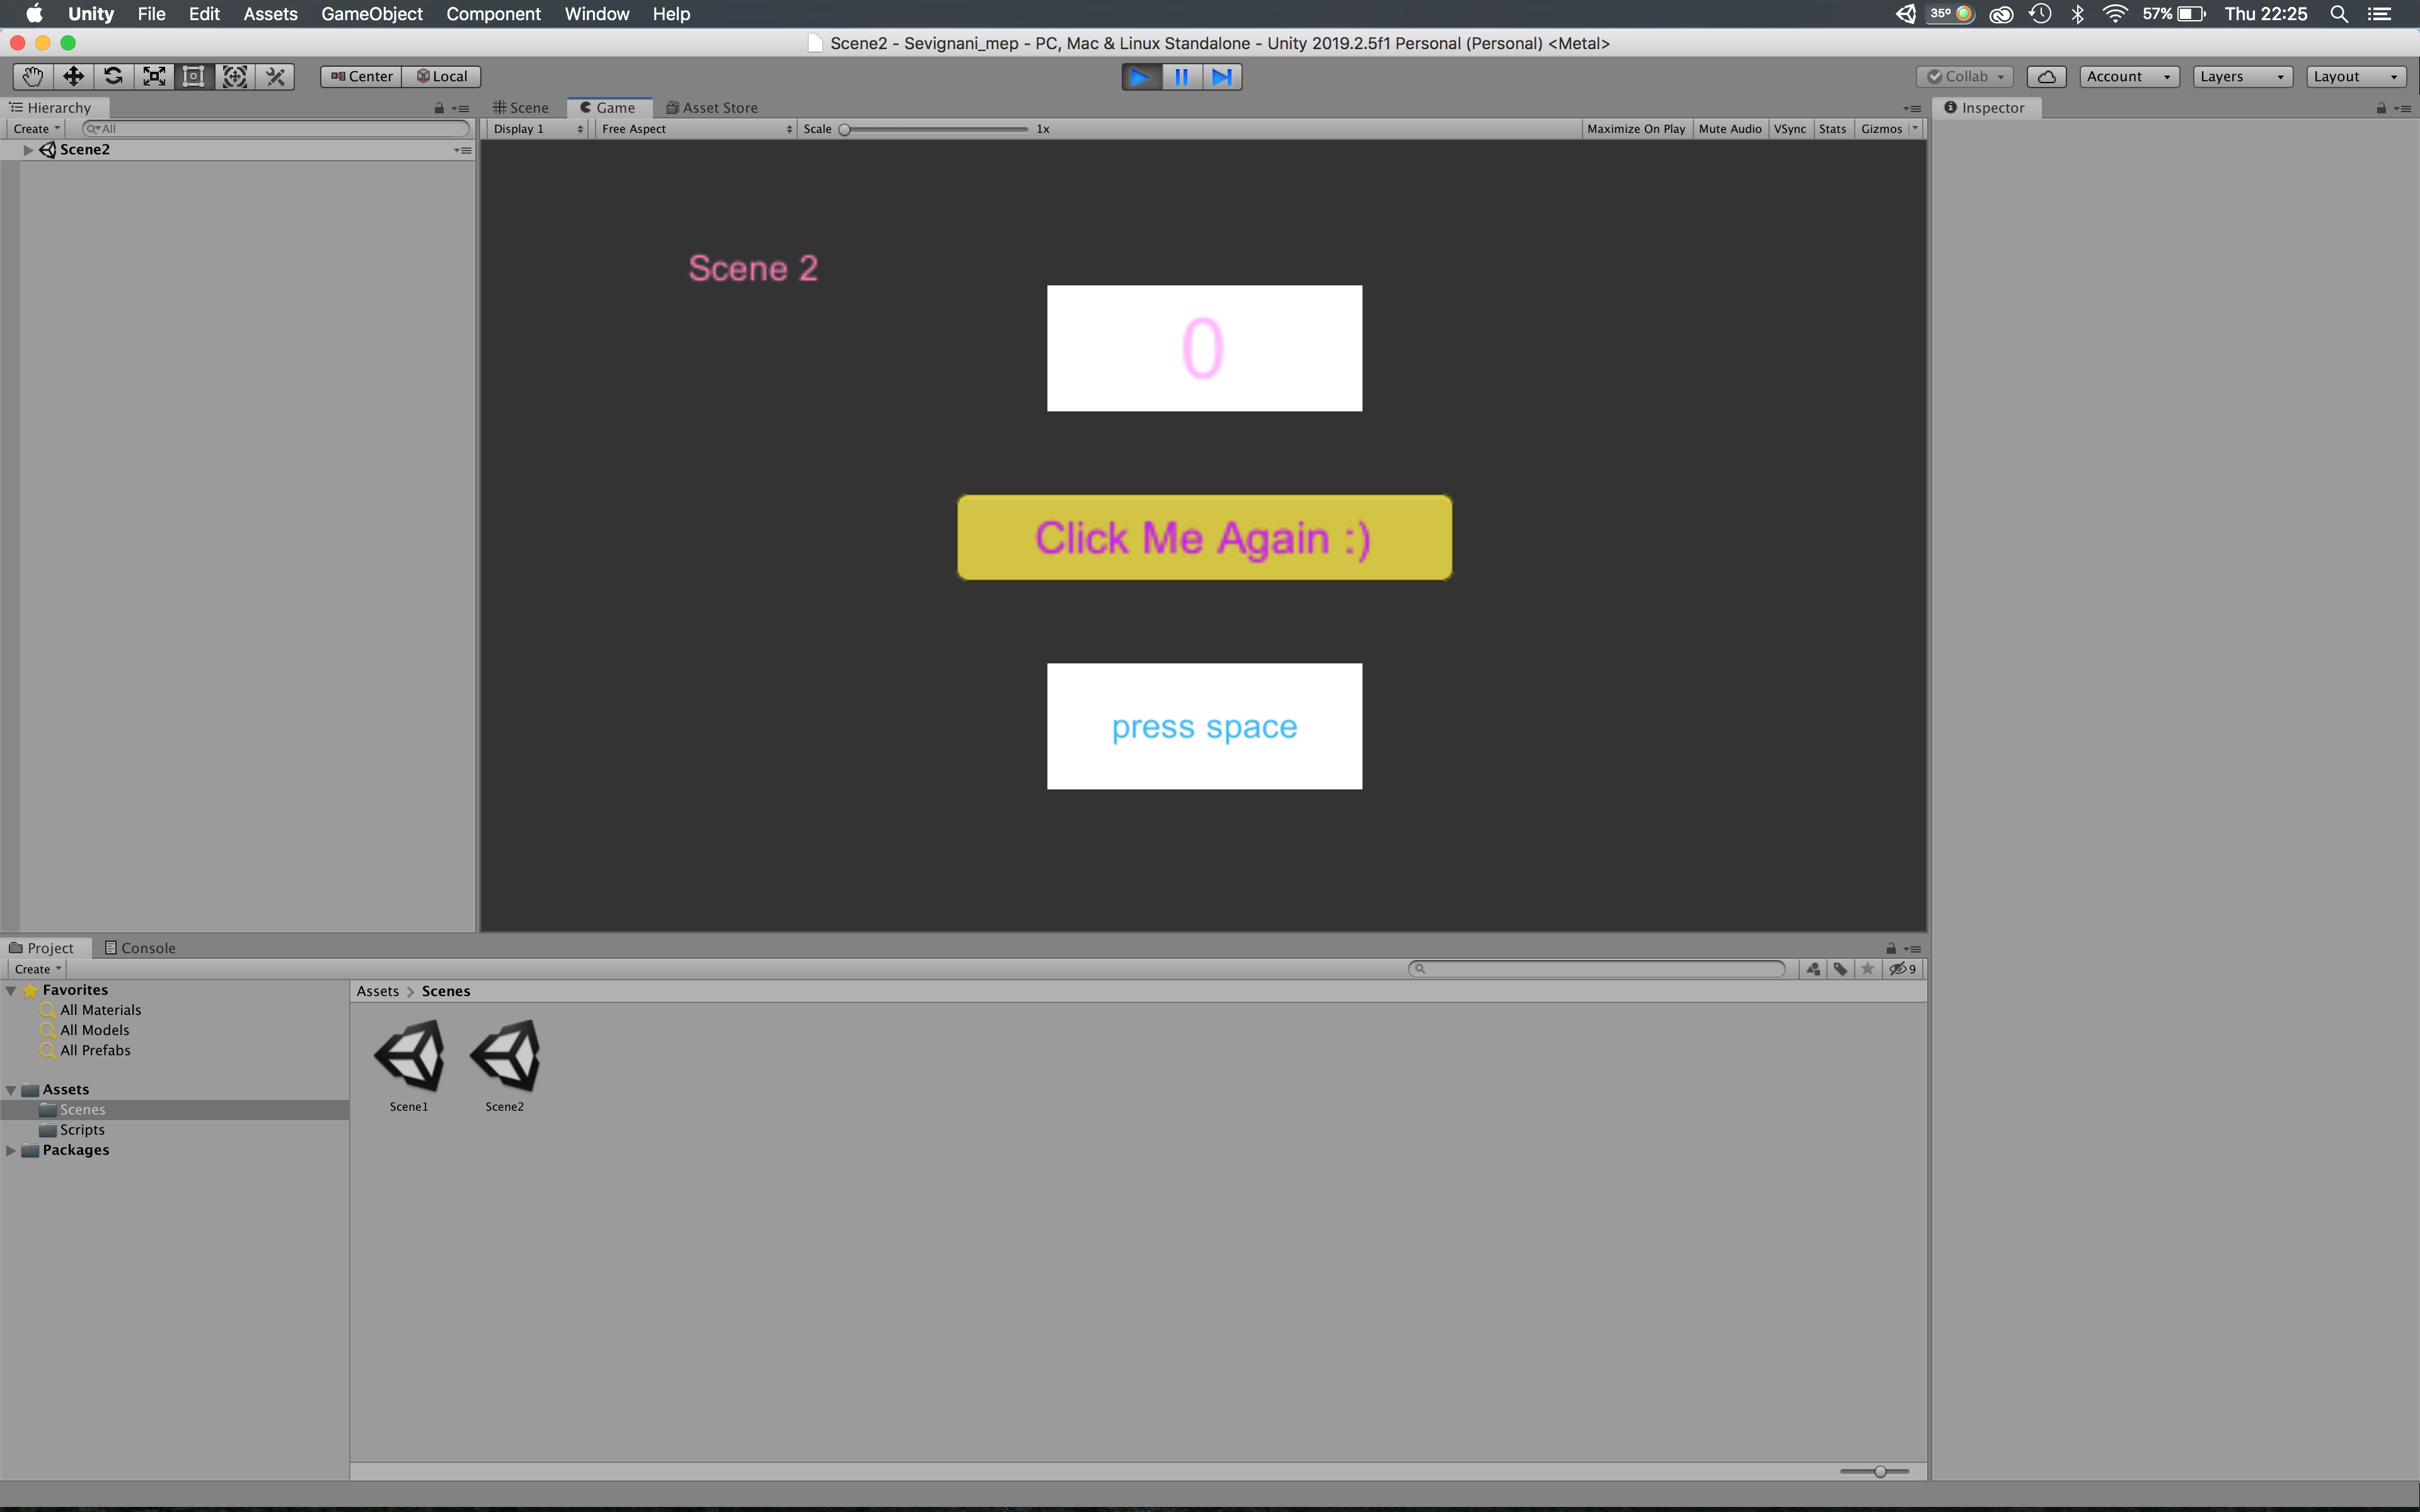 Unity File Edit Assets GameObject Component Window Help 35° 57% Thu 22:25
Scene2 - Sevignani_mep - PC, Mac & Linux Standalone - Unity 2019.2.5f1 Personal (Personal) <Metal>
Center Local Collab Account Layers Layout
Hierarchy Scene Game Asset Store Inspector
Create All Display 1 Free Aspect Scale 1x Maximize On Play Mute Audio VSync Stats Gizmos
Scene2
Scene 2
0
Click Me Again :)
press space
Project Console
Create 9
Favorites Assets Scenes
All Materials
All Models
All Prefabs
Assets
Scenes Scene1 Scene2
Scripts
Packages